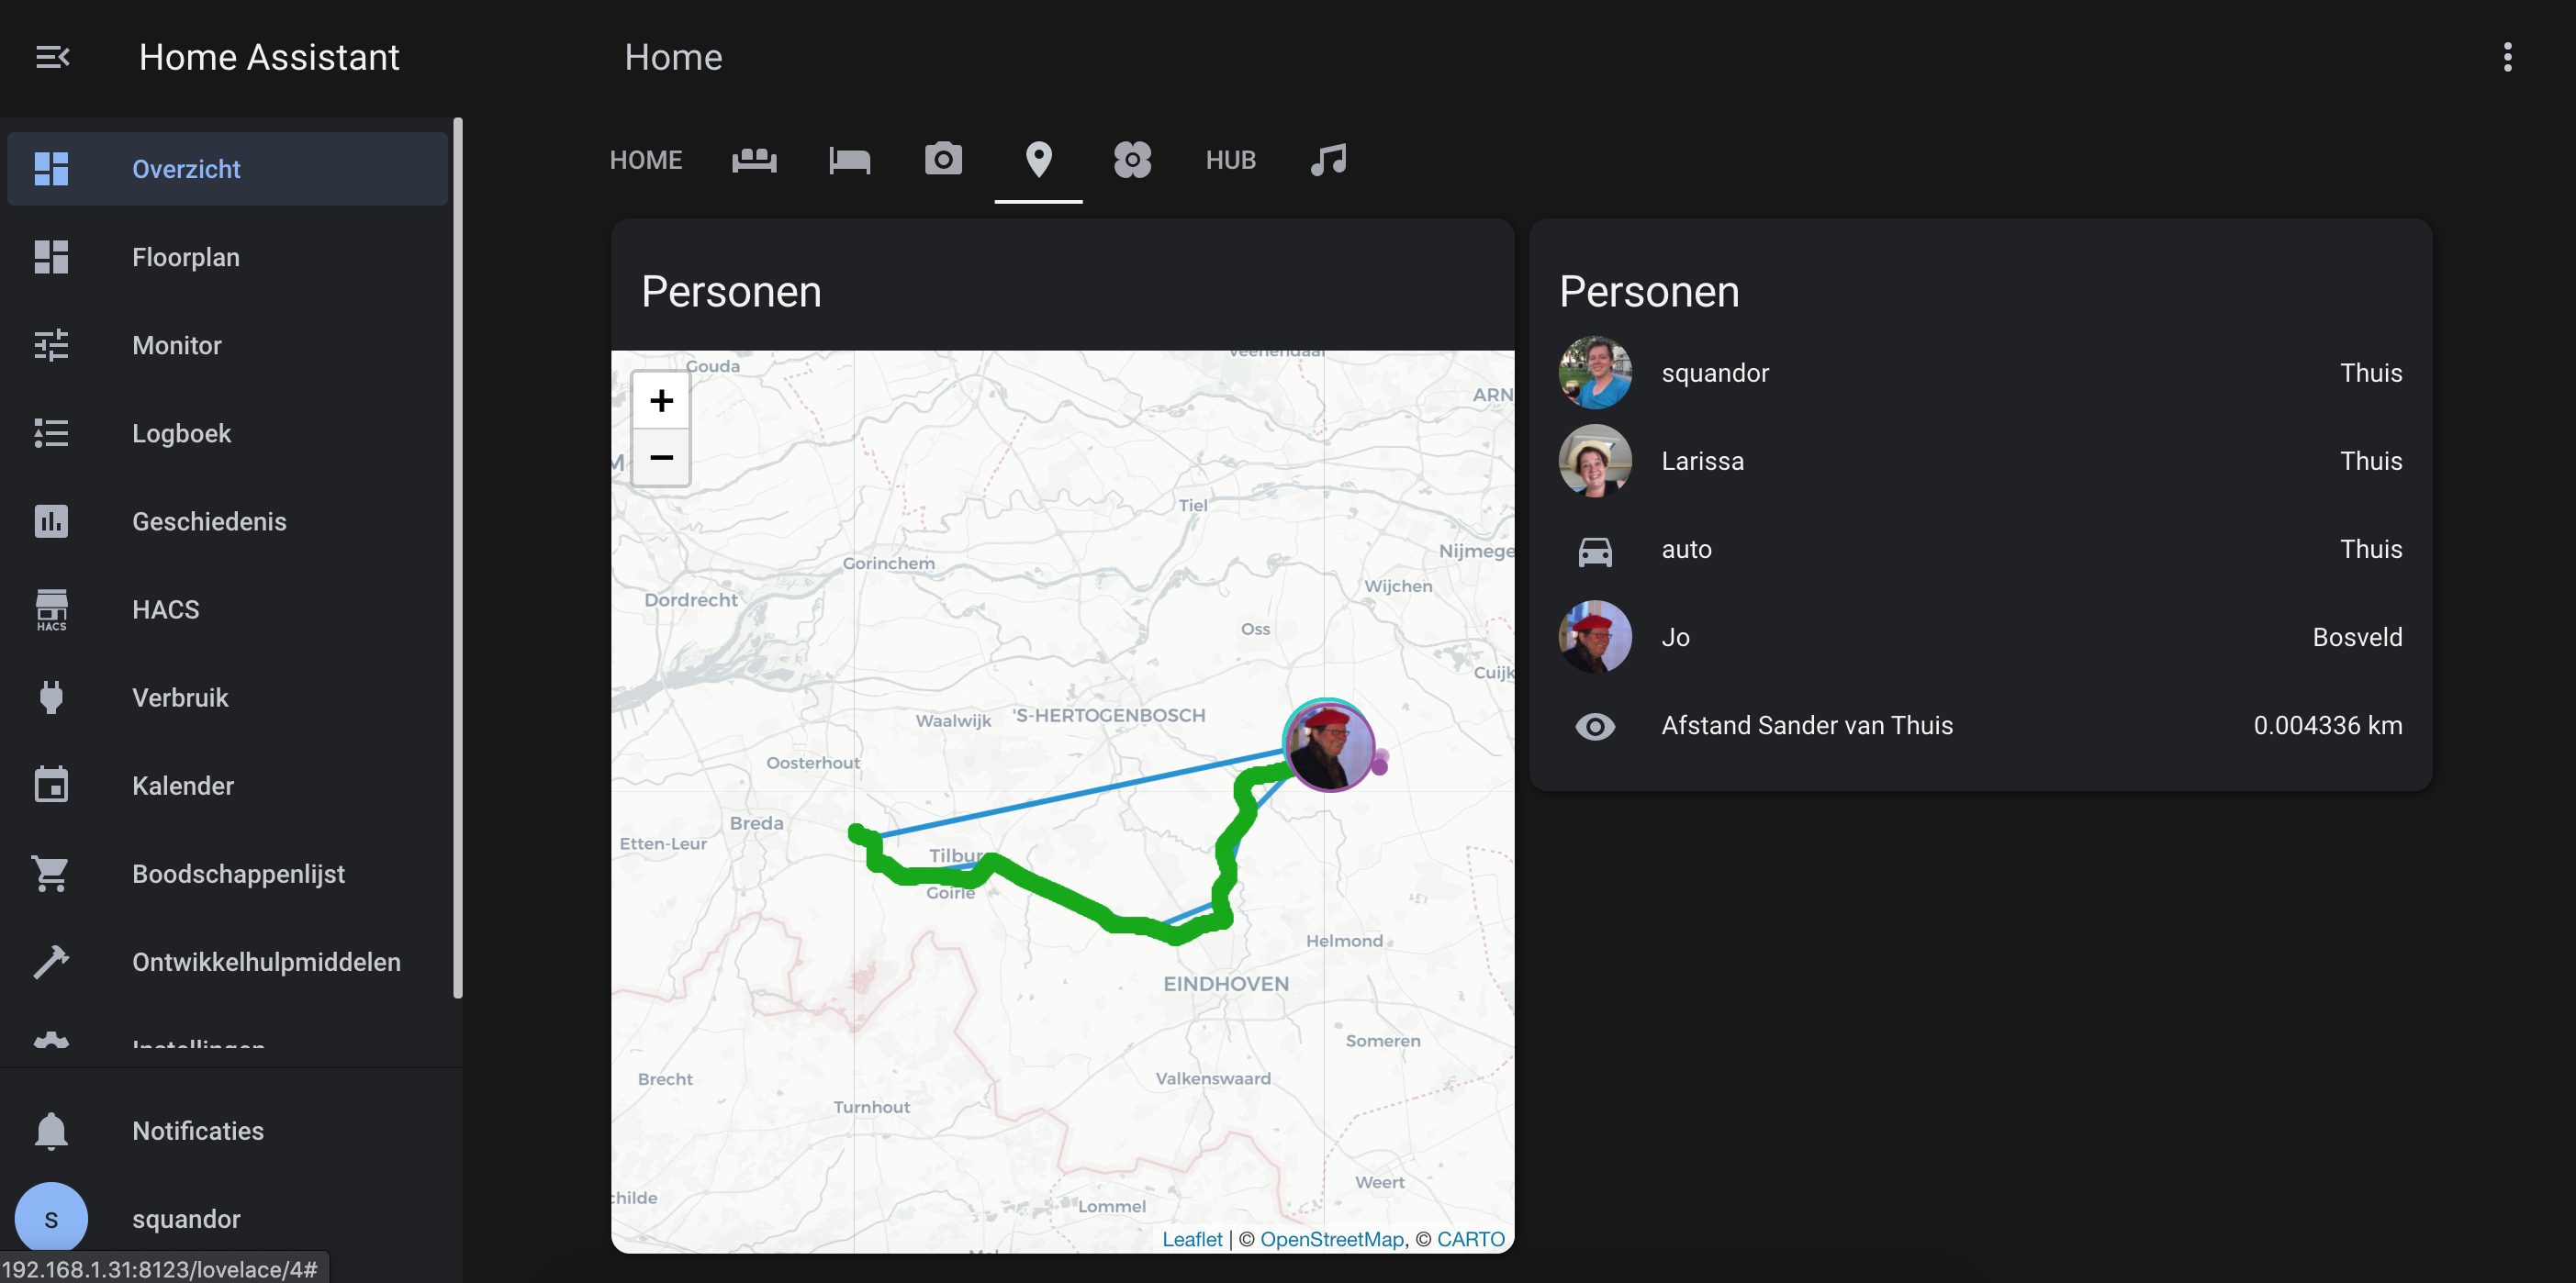 Home Assistant
Home
HOME
HUB
Overzicht
Floorplan
Monitor
Logboek
Geschiedenis
HACS
HACS
Verbruik
Kalender
Boodschappenlijst
Ontwikkelhulpmiddelen
Instellingen
Notificaties
S
squandor
192.168.1.31:8123/lovelace/4#
Personen
+
−
Gouda
Veenendaal
ARN
M
Tiel
Gorinchem
Nijmege
Wijchen
Dordrecht
Oss
Cuijk
Waalwijk
'S-HERTOGENBOSCH
Oosterhout
Breda
Etten-Leur
Tilbur
Goirle
Helmond
EINDHOVEN
Someren
Brecht
Valkenswaard
Turnhout
Weert
childe
Lommel
Leaflet | © OpenStreetMap, © CARTO
Personen
squandor Thuis
Larissa Thuis
auto Thuis
Jo Bosveld
Afstand Sander van Thuis 0.004336 km